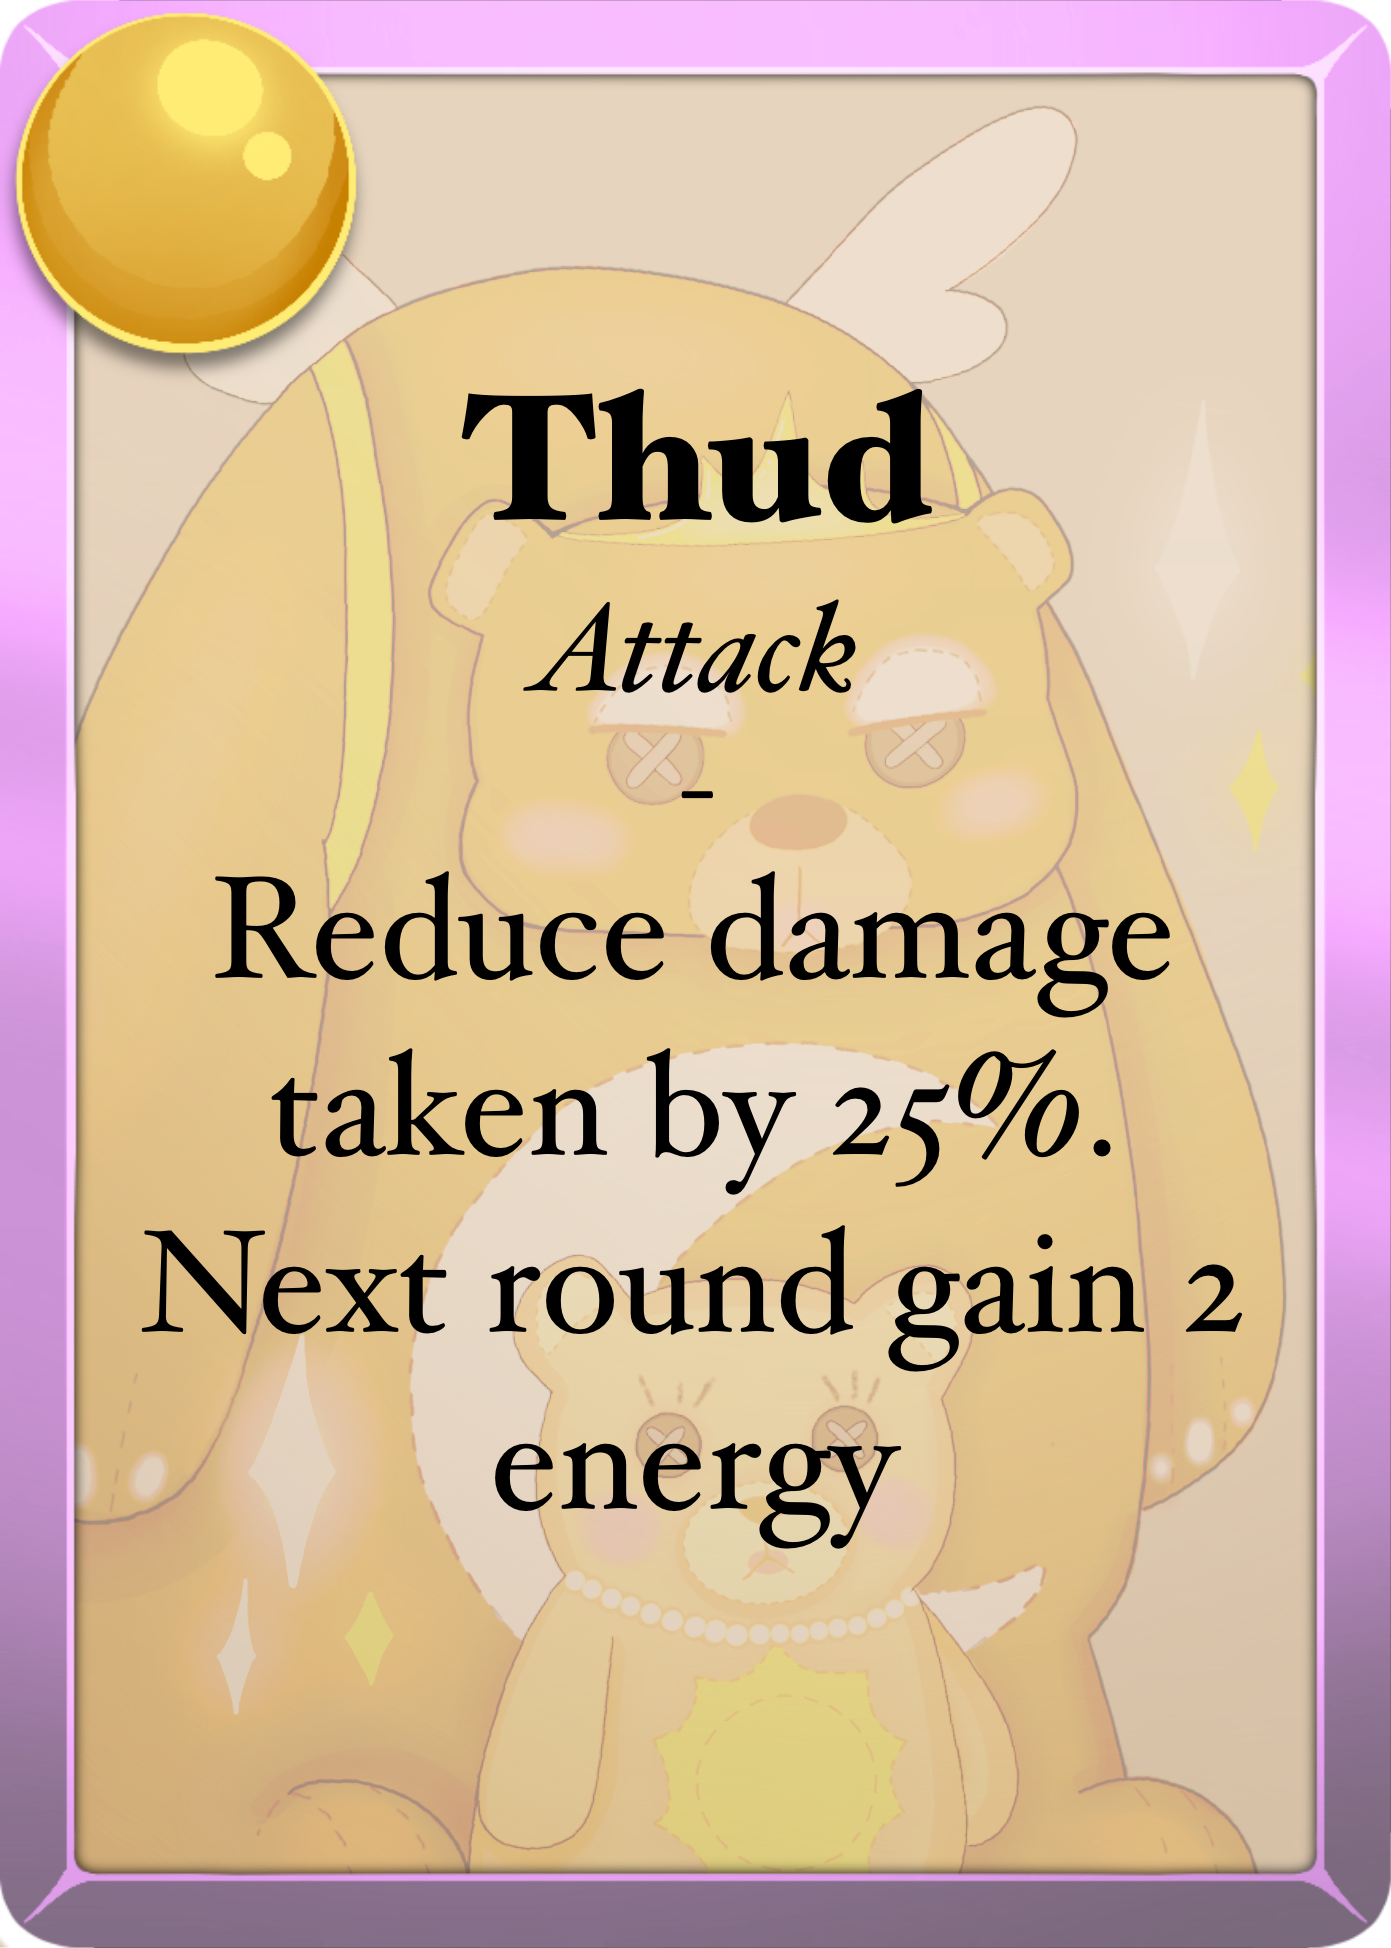 Thud
Attack
-
Reduce damage
taken by 25%.
Next round gain 2
energy